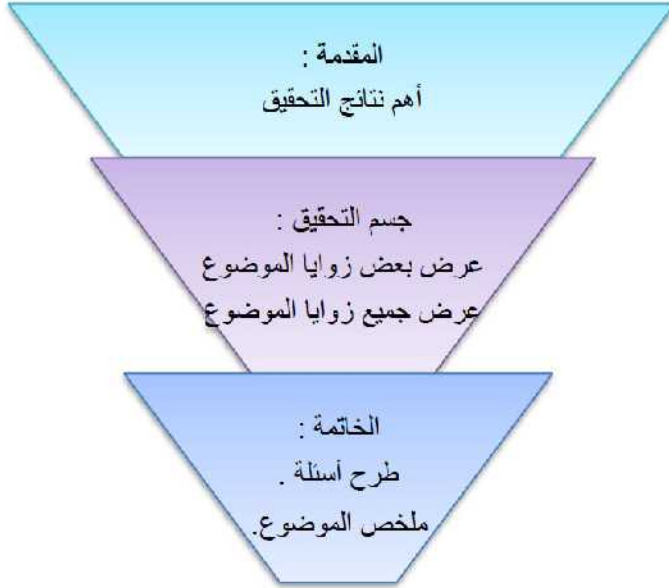 المقدمة :
أهم نتائج التحقيق
جسم التحقيق :
عرض بعض زوايا الموضوع
عرض جميع زوايا الموضوع
الخاتمة :
طرح أسئلة .
ملخص الموضوع.